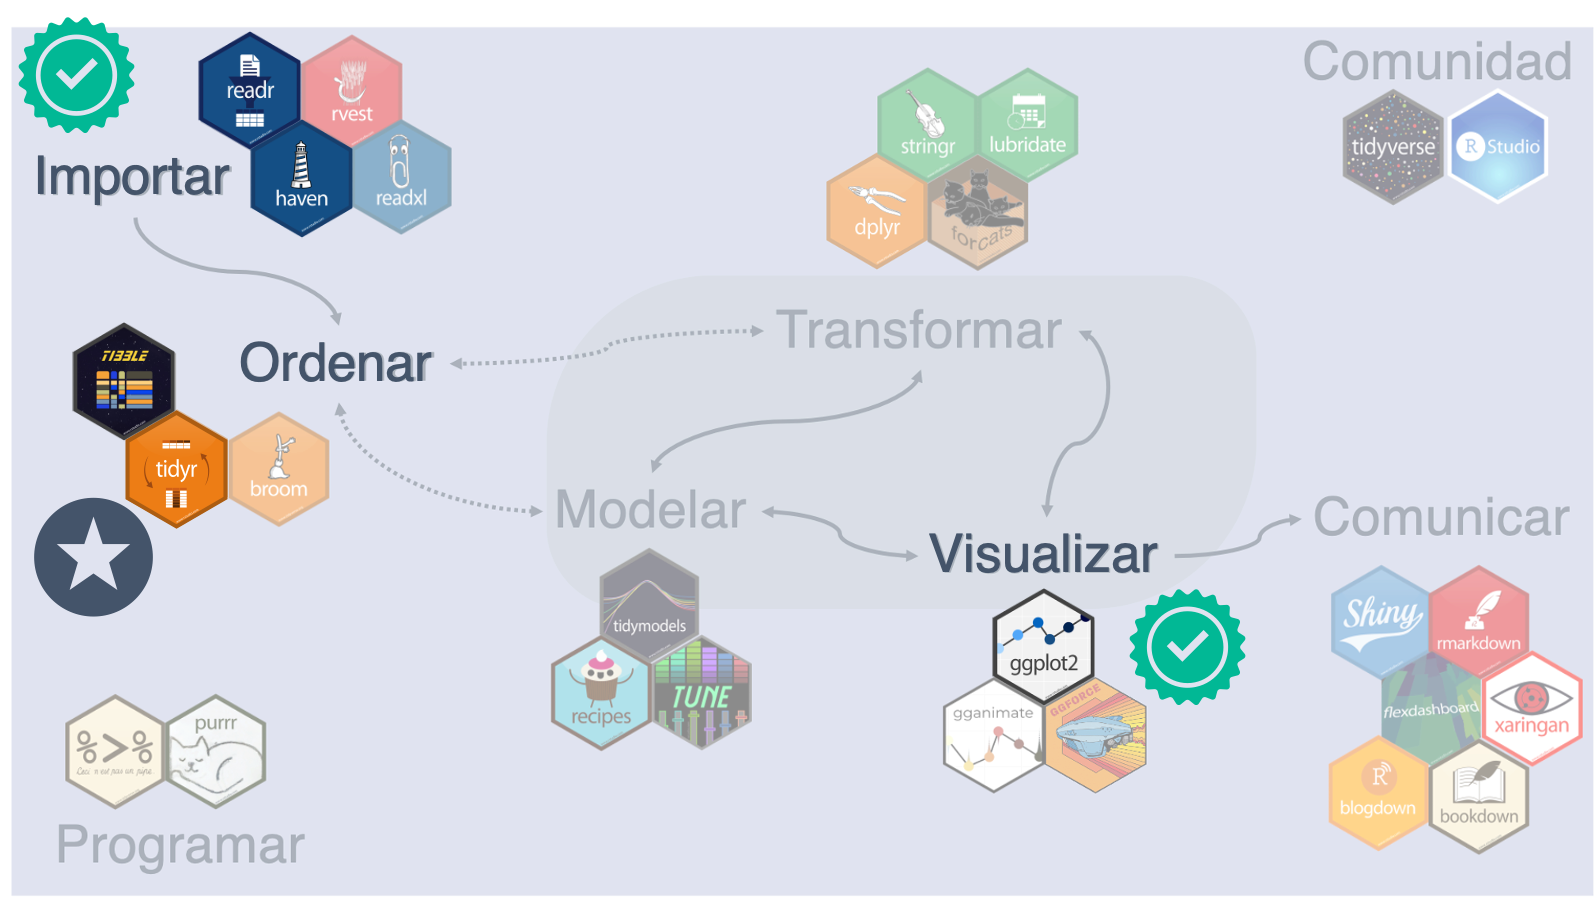 Importar
readr
rvest
haven
readxl
stringr
lubridate
dplyr
forcats
Comunidad
tidyverse
R Studio
TIBBLE
Ordenar
tidyr
broom
Transformar
Modelar
tidymodels
recipes
TUNE
Visualizar
ggplot2
gganimate
GGFORCE
Comunicar
Shiny
rmarkdown
flexdashboard
xaringan
R
blogdown
bookdown
%>%
Ceci n'est pas un pipe.
purrr
Programar